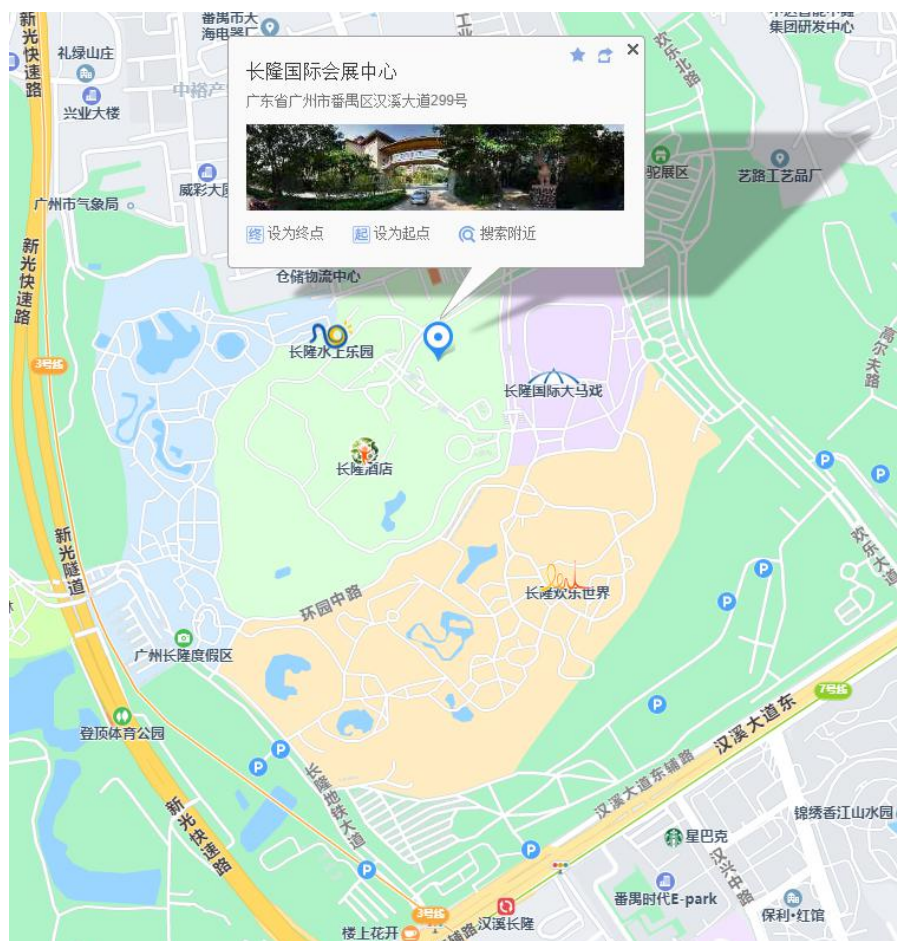 新光快速路
番禺市大
海电器厂
工业
集团研发中心
礼绿山庄
欢乐北路
兴业大楼
长隆国际会展中心
广东省广州市番禺区汉溪大道299号
驼展区
艺路工艺品厂
威彩大厦
广州市气象局
终 设为终点
起 设为起点
搜索附近
新光快速路
仓储物流中心
3号线
长隆水上乐园
高尔夫路
长隆国际大马戏
长隆酒店
P
P
新光隧道
欢乐大道
P
长隆欢乐世界
P
环园中路
林
广州长隆度假区
7号线
P
登顶体育公园
汉溪大道东
P
P
长隆地铁大道
汉溪大道东辅路
新光快速路
锦绣香江山水园
星巴克
P
汉兴中路
P
番禺时代E-park
3号线
保利·红馆
汉溪长隆
楼上花开
辅路